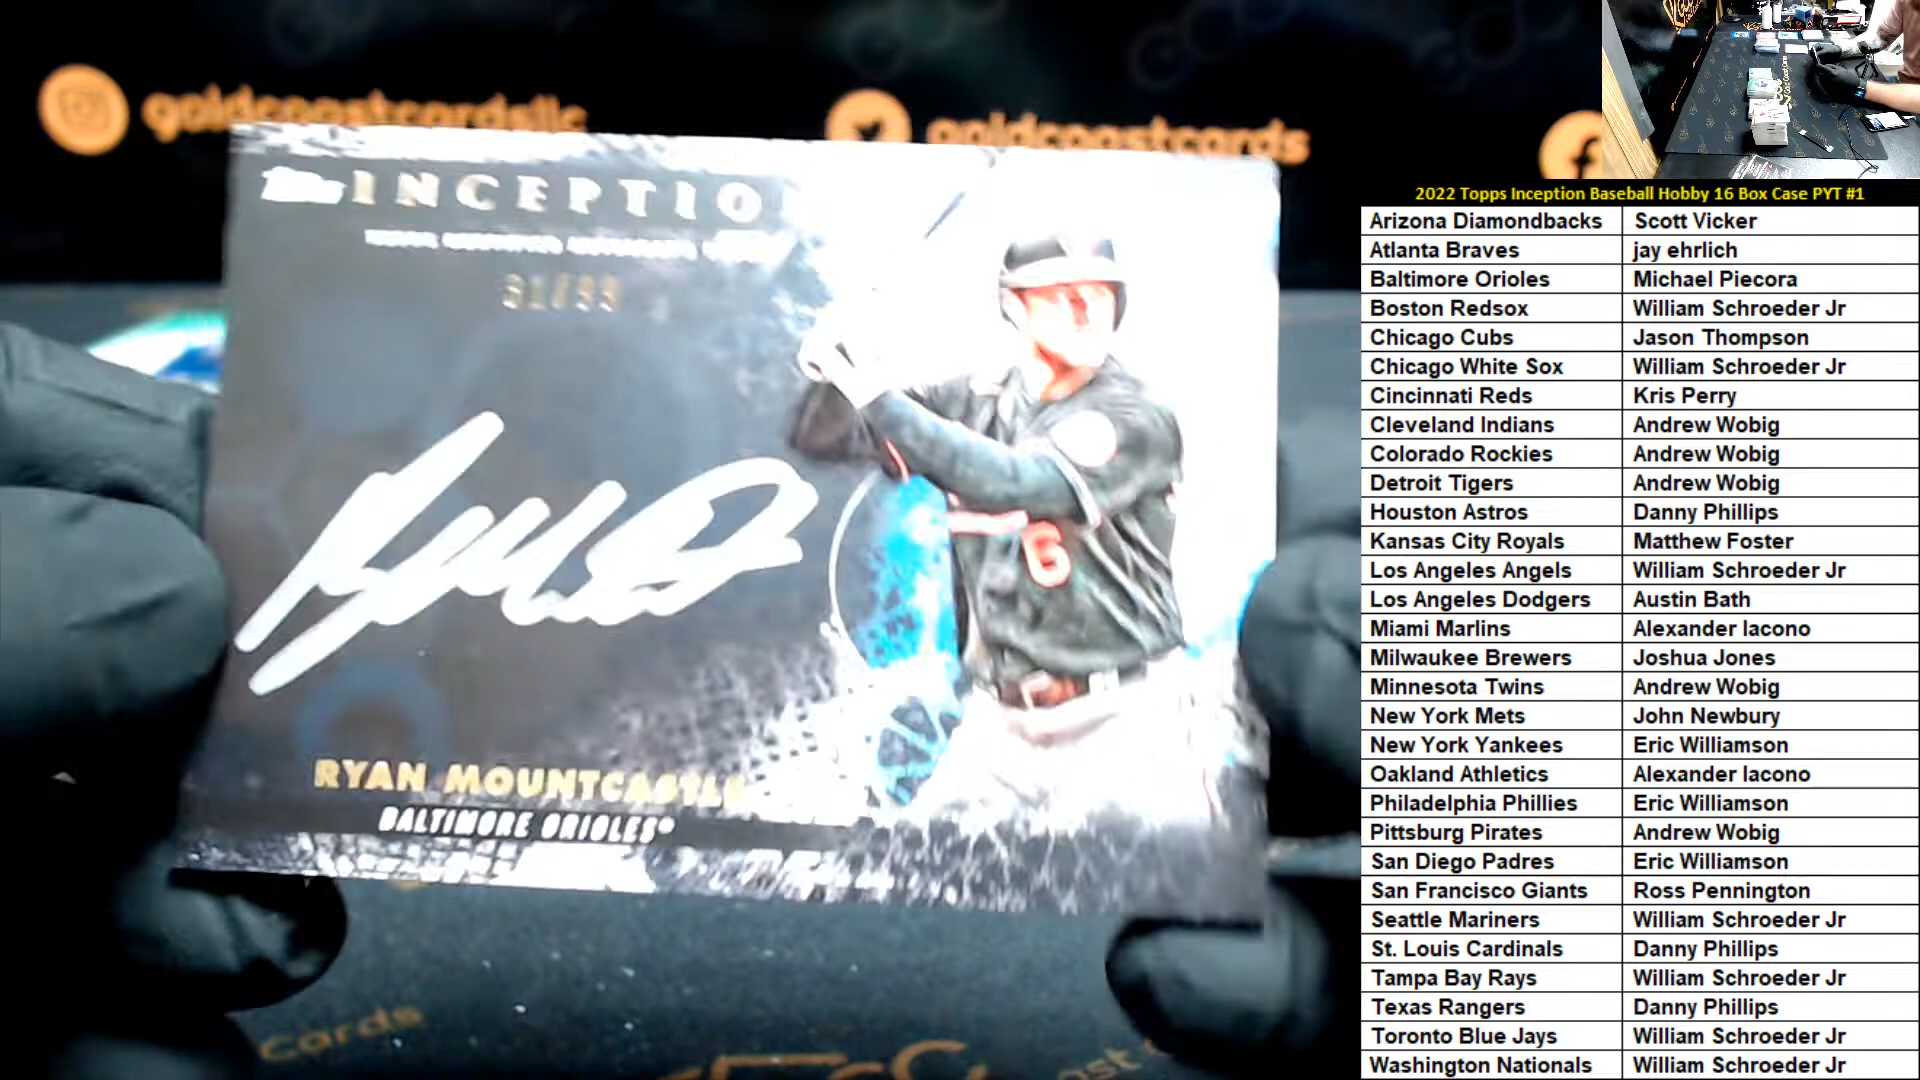 goldcoastcardsllc
goldcoastcards
INCEPTIO
RYAN MOUNTCASTLE
BALTIMORE ORIOLES®
6
Cards
2022 Topps Inception Baseball Hobby 16 Box Case PYT #1
Arizona Diamondbacks Scott Vicker
Atlanta Braves jay ehrlich
Baltimore Orioles Michael Piecora
Boston Redsox William Schroeder Jr
Chicago Cubs Jason Thompson
Chicago White Sox William Schroeder Jr
Cincinnati Reds Kris Perry
Cleveland Indians Andrew Wobig
Colorado Rockies Andrew Wobig
Detroit Tigers Andrew Wobig
Houston Astros Danny Phillips
Kansas City Royals Matthew Foster
Los Angeles Angels William Schroeder Jr
Los Angeles Dodgers Austin Bath
Miami Marlins Alexander Iacono
Milwaukee Brewers Joshua Jones
Minnesota Twins Andrew Wobig
New York Mets John Newbury
New York Yankees Eric Williamson
Oakland Athletics Alexander Iacono
Philadelphia Phillies Eric Williamson
Pittsburg Pirates Andrew Wobig
San Diego Padres Eric Williamson
San Francisco Giants Ross Pennington
Seattle Mariners William Schroeder Jr
St. Louis Cardinals Danny Phillips
Tampa Bay Rays William Schroeder Jr
Texas Rangers Danny Phillips
Toronto Blue Jays William Schroeder Jr
Washington Nationals William Schroeder Jr